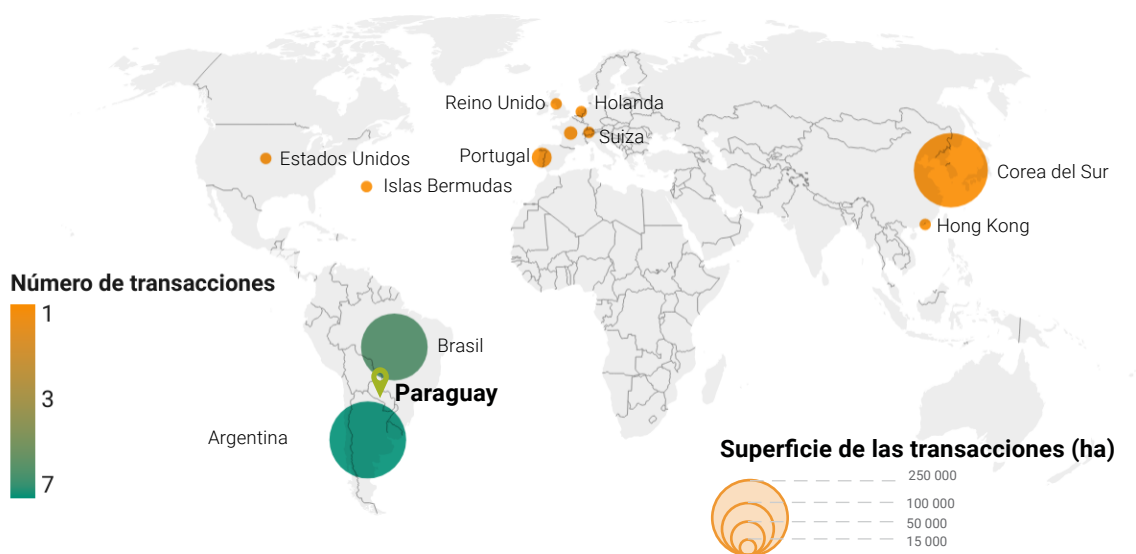 Reino Unido
Holanda
Suiza
Estados Unidos
Portugal
Islas Bermudas
Corea del Sur
Hong Kong
Número de transacciones
1
3
7
Brasil
Paraguay
Argentina
Superficie de las transacciones (ha)
250 000
100 000
50 000
15 000